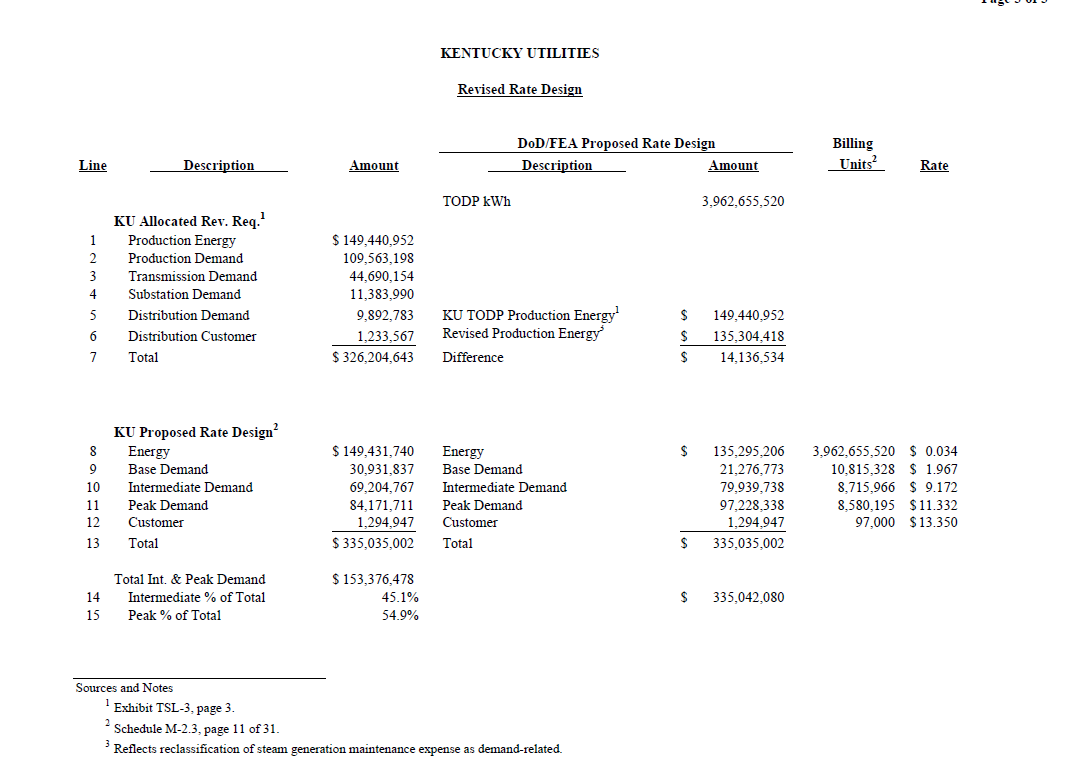 KENTUCKY UTILITIES
Revised Rate Design
DoD/FEA Proposed Rate Design Billing
Line Description Amount Description Amount Units2 Rate
TODP kWh 3,962,655,520
KU Allocated Rev. Req.1
1 Production Energy $ 149,440,952
2 Production Demand 109,563,198
3 Transmission Demand 44,690,154
4 Substation Demand 11,383,990
5 Distribution Demand 9,892,783 KU TODP Production Energy1 $ 149,440,952
6 Distribution Customer 1,233,567 Revised Production Energy3 $ 135,304,418
7 Total $ 326,204,643 Difference $ 14,136,534
KU Proposed Rate Design2
8 Energy $ 149,431,740 Energy $ 135,295,206 3,962,655,520 $ 0.034
9 Base Demand 30,931,837 Base Demand 21,276,773 10,815,328 $ 1.967
10 Intermediate Demand 69,204,767 Intermediate Demand 79,939,738 8,715,966 $ 9.172
11 Peak Demand 84,171,711 Peak Demand 97,228,338 8,580,195 $ 11.332
12 Customer 1,294,947 Customer 1,294,947 97,000 $ 13.350
13 Total $ 335,035,002 Total $ 335,035,002
Total Int. & Peak Demand $ 153,376,478
14 Intermediate % of Total 45.1% $ 335,042,080
15 Peak % of Total 54.9%
Sources and Notes
1 Exhibit TSL-3, page 3.
2 Schedule M-2.3, page 11 of 31.
3 Reflects reclassification of steam generation maintenance expense as demand-related.